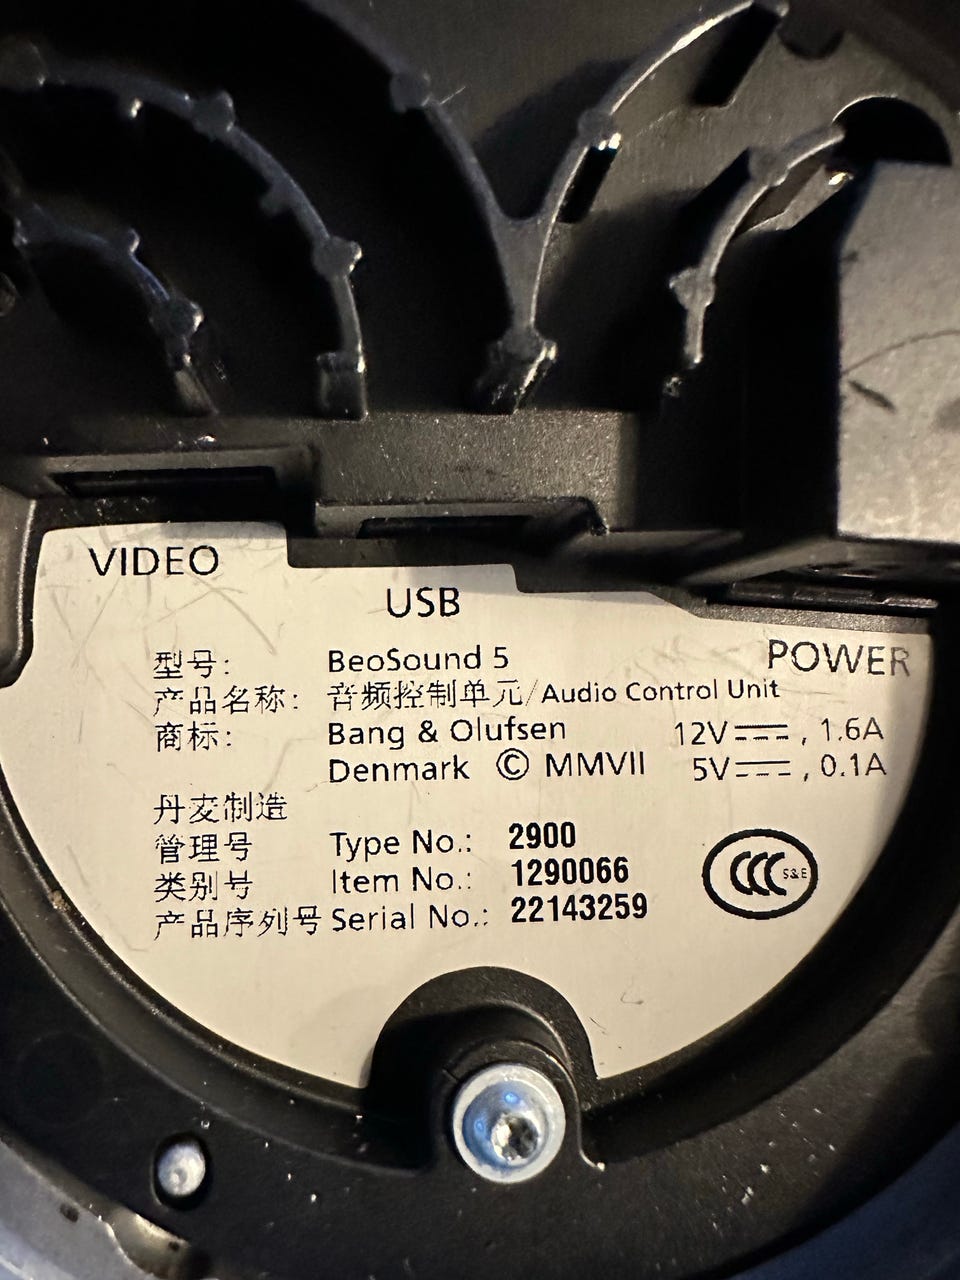 VIDEO
USB
POWER
型号: BeoSound 5
产品名称: 音频控制单元/Audio Control Unit
商标: Bang & Olufsen
12V⎓, 1.6A
Denmark © MMVII
5V⎓, 0.1A
丹麦制造
管理号 Type No.: 2900
类别号 Item No.: 1290066
产品序列号 Serial No.: 22143259
CCC S&E